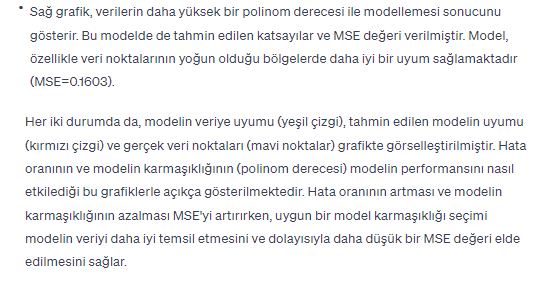 • Sağ grafik, verilerin daha yüksek bir polinom derecesi ile modellemesi sonucunu
gösterir. Bu modelde de tahmin edilen katsayılar ve MSE değeri verilmiştir. Model,
özellikle veri noktalarının yoğun olduğu bölgelerde daha iyi bir uyum sağlamaktadır
(MSE=0.1603).
Her iki durumda da, modelin veriye uyumu (yeşil çizgi), tahmin edilen modelin uyumu
(kırmızı çizgi) ve gerçek veri noktaları (mavi noktalar) grafikte görselleştirilmiştir. Hata
oranının ve modelin karmaşıklığının (polinom derecesi) modelin performansını nasıl
etkilediği bu grafiklerle açıkça gösterilmektedir. Hata oranının artması ve modelin
karmaşıklığının azalması MSE'yi artırırken, uygun bir model karmaşıklığı seçimi
modelin veriyi daha iyi temsil etmesini ve dolayısıyla daha düşük bir MSE değeri elde
edilmesini sağlar.